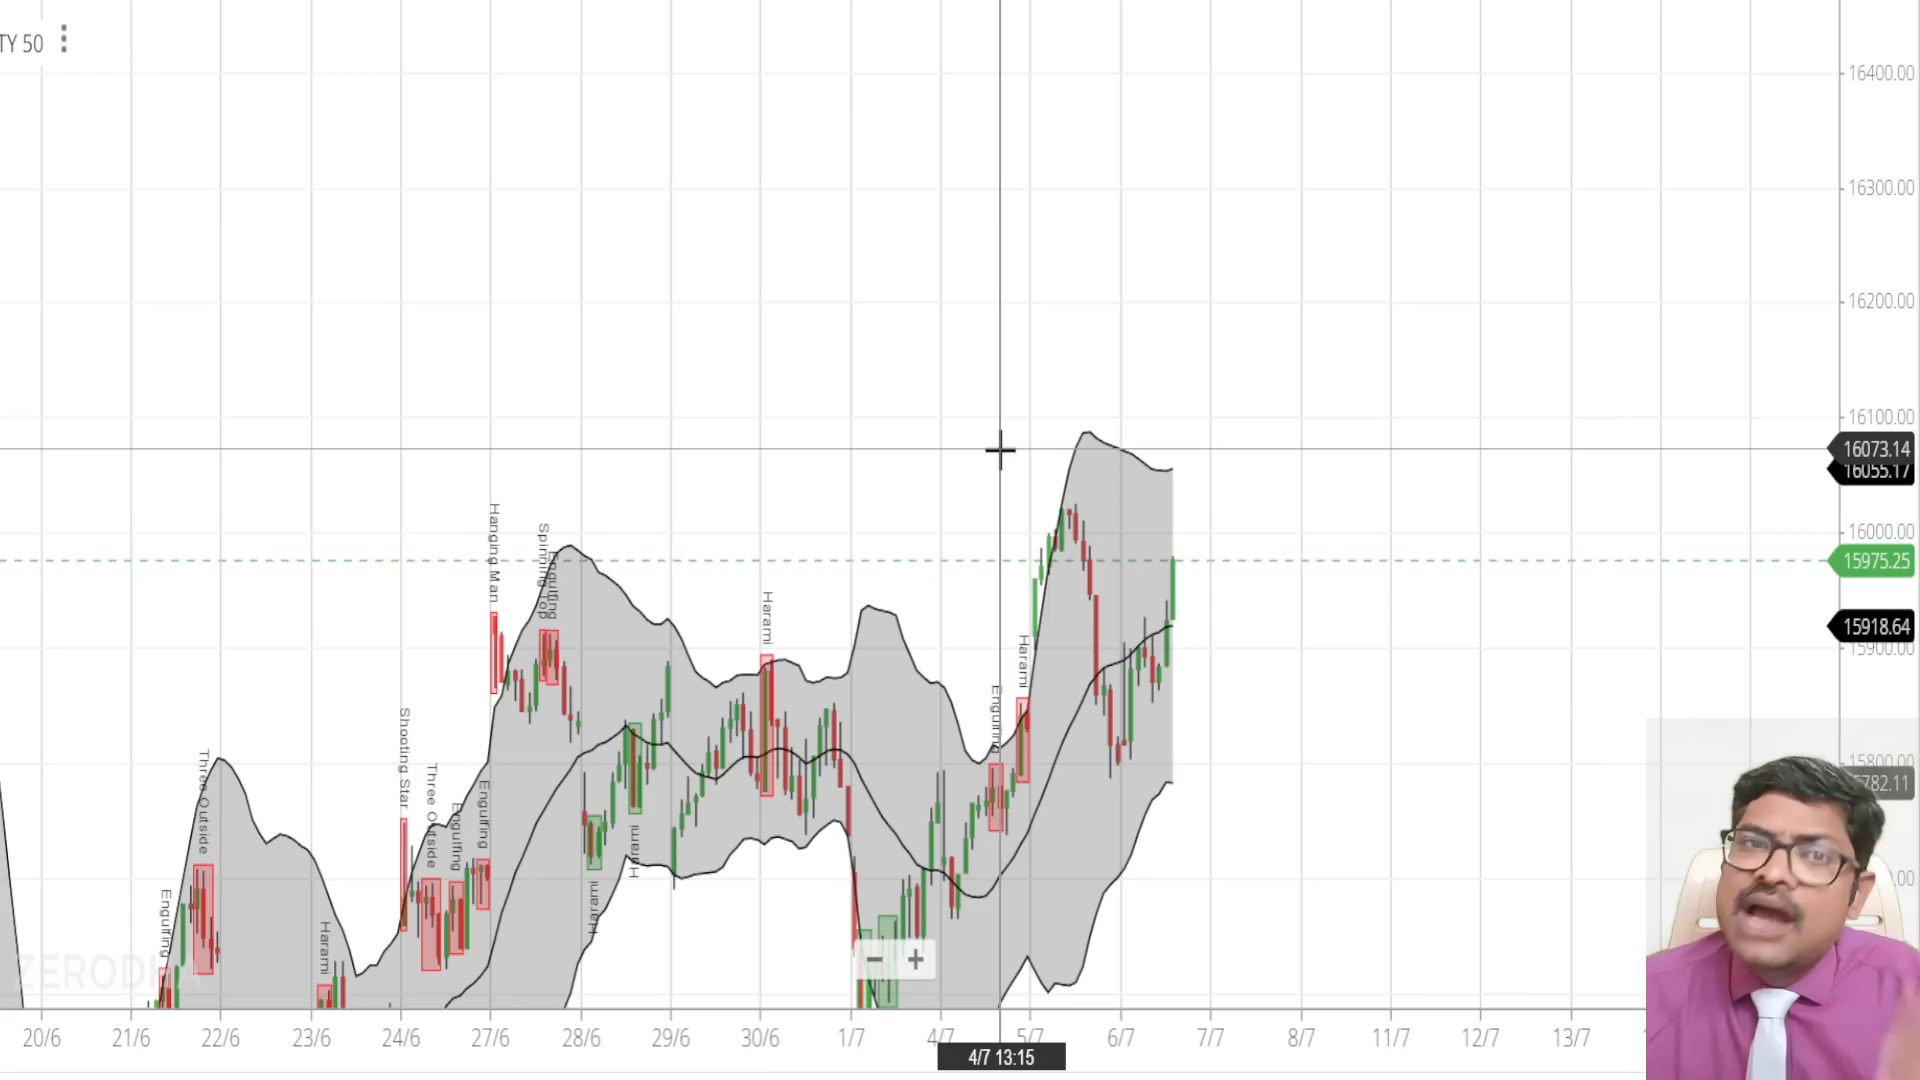 TY 50
16400.00
16300.00
16200.00
16100.00
16073.14
16055.17
16000.00
15975.25
15918.64
15900.00
15800.00
15782.11
.00
Hanging Man
Spinning Top
Engulfing
Harami
Shooting Star
Three Outside
Engulfing
Engulfing
Three Outside
Engulfing
Harami
Harami
Harami
Engulfing
Harami
ZERODHA
− +
20/6 21/6 22/6 23/6 24/6 27/6 28/6 29/6 30/6 1/7 4/7 5/7 6/7 7/7 8/7 11/7 12/7 13/7
4/7 13:15